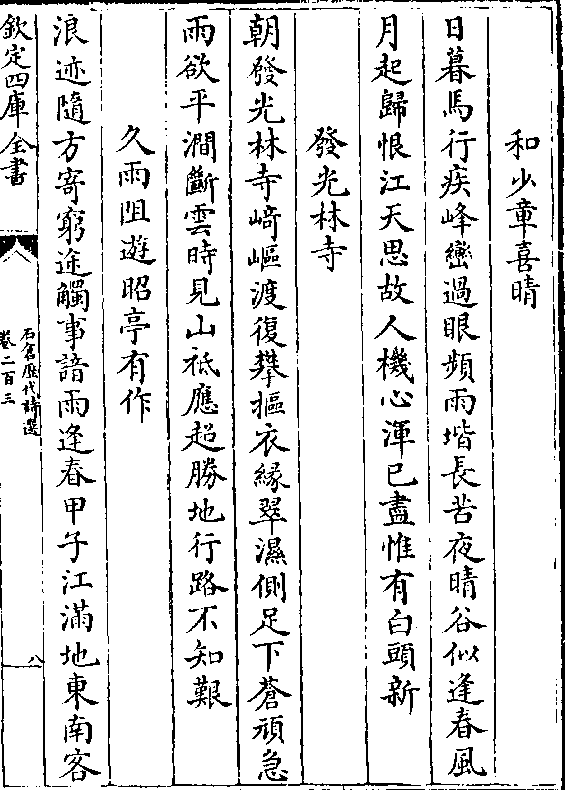 和少章喜晴
日暮馬行疾峰巒過眼頻雨堦長苦夜晴谷似逢春風
月起歸恨江天思故人機心渾已盡惟有白頭新
發光林寺
朝發光林寺﨑嶇渡復攀摳衣緣翠濕側足下蒼頑急
雨欲平澗斷雲時見山祗應超勝地行路不知艱
久雨阻遊昭亭有作
浪迹隨方寄窮途觸事諳雨逢春甲子江滿地東南客
欽定四庫全書
石倉歷代詩選
卷二百三
八